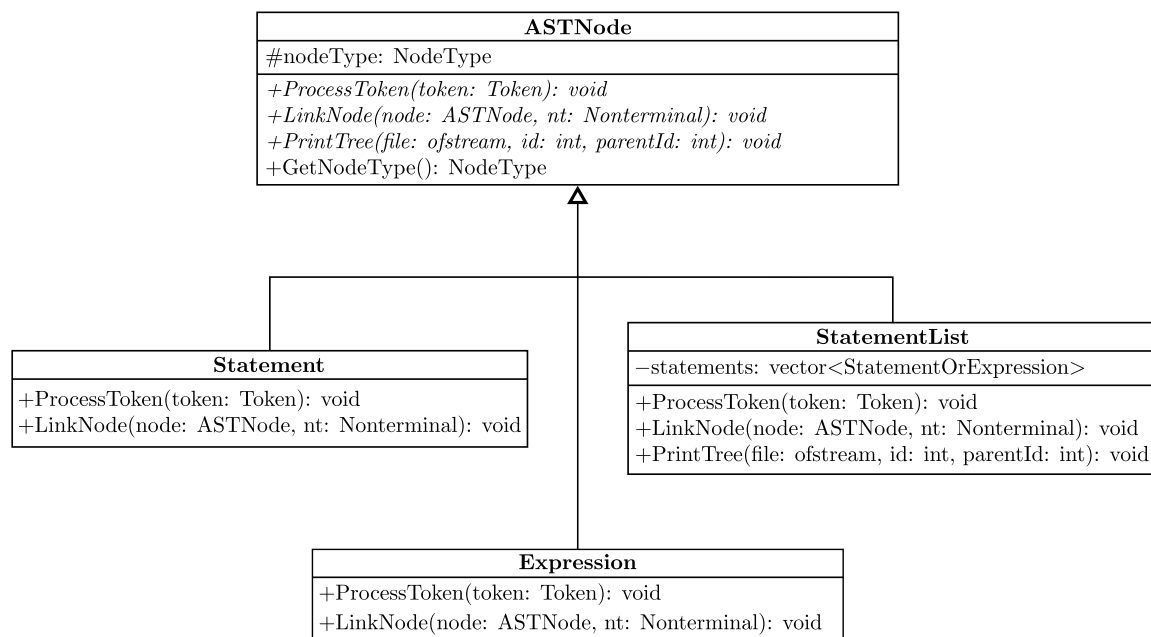 ASTNode
#nodeType: NodeType
+ProcessToken(token: Token): void
+LinkNode(node: ASTNode, nt: Nonterminal): void
+PrintTree(file: ofstream, id: int, parentId: int): void
+GetNodeType(): NodeType
Statement
+ProcessToken(token: Token): void
+LinkNode(node: ASTNode, nt: Nonterminal): void
StatementList
−statements: vector<StatementOrExpression>
+ProcessToken(token: Token): void
+LinkNode(node: ASTNode, nt: Nonterminal): void
+PrintTree(file: ofstream, id: int, parentId: int): void
Expression
+ProcessToken(token: Token): void
+LinkNode(node: ASTNode, nt: Nonterminal): void